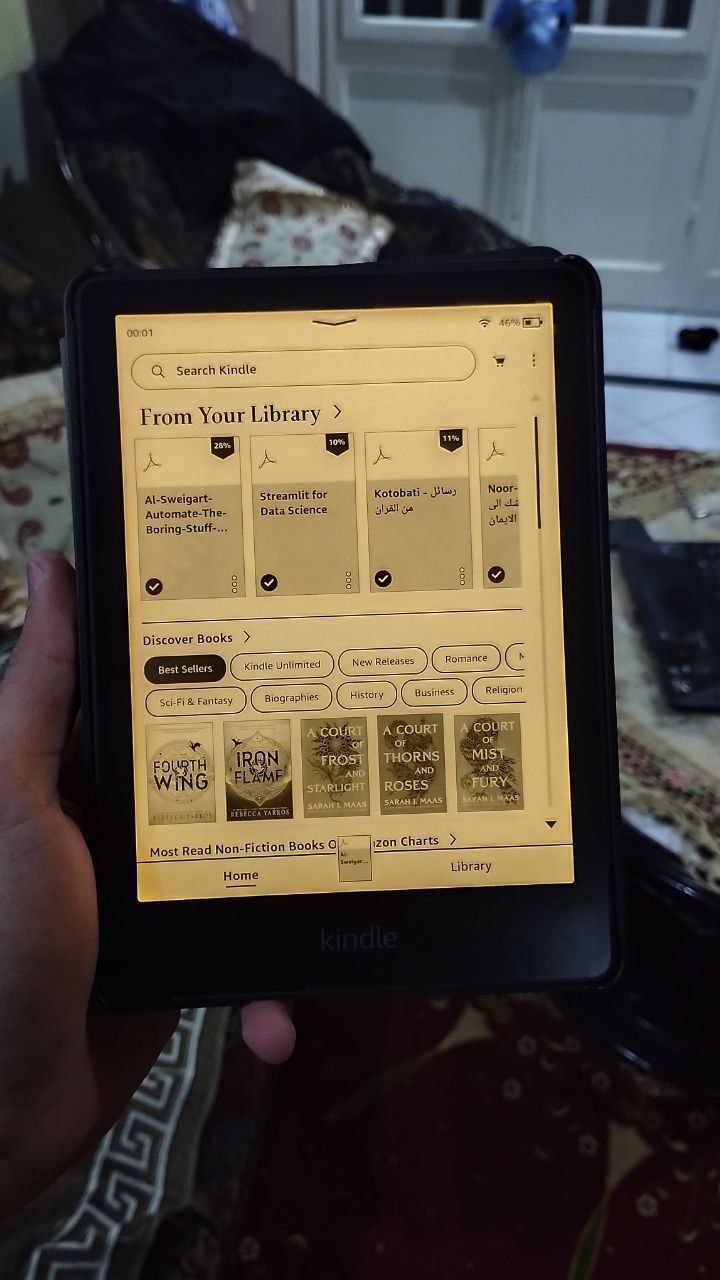 00:01
46%
Search Kindle
From Your Library
28%
Al-Sweigart-
Automate-The-
Boring-Stuff-...
10%
Streamlit for
Data Science
11%
Kotobati - رسائل
من القران
Noor-
شك الى
الايمان
Discover Books
Best Sellers
Kindle Unlimited
New Releases
Romance
Sci-Fi & Fantasy
Biographies
History
Business
Religion
FOURTH
WING
REBECCA YARROS
IRON
FLAME
REBECCA YARROS
A COURT
OF
FROST
AND
STARLIGHT
SARAH J. MAAS
A COURT
OF
THORNS
AND
ROSES
SARAH J. MAAS
A COURT
OF
MIST
AND
FURY
SARAH J. MAAS
Most Read Non-Fiction Books O zon Charts
Al-
Sweigar...
Home
Library
kindle